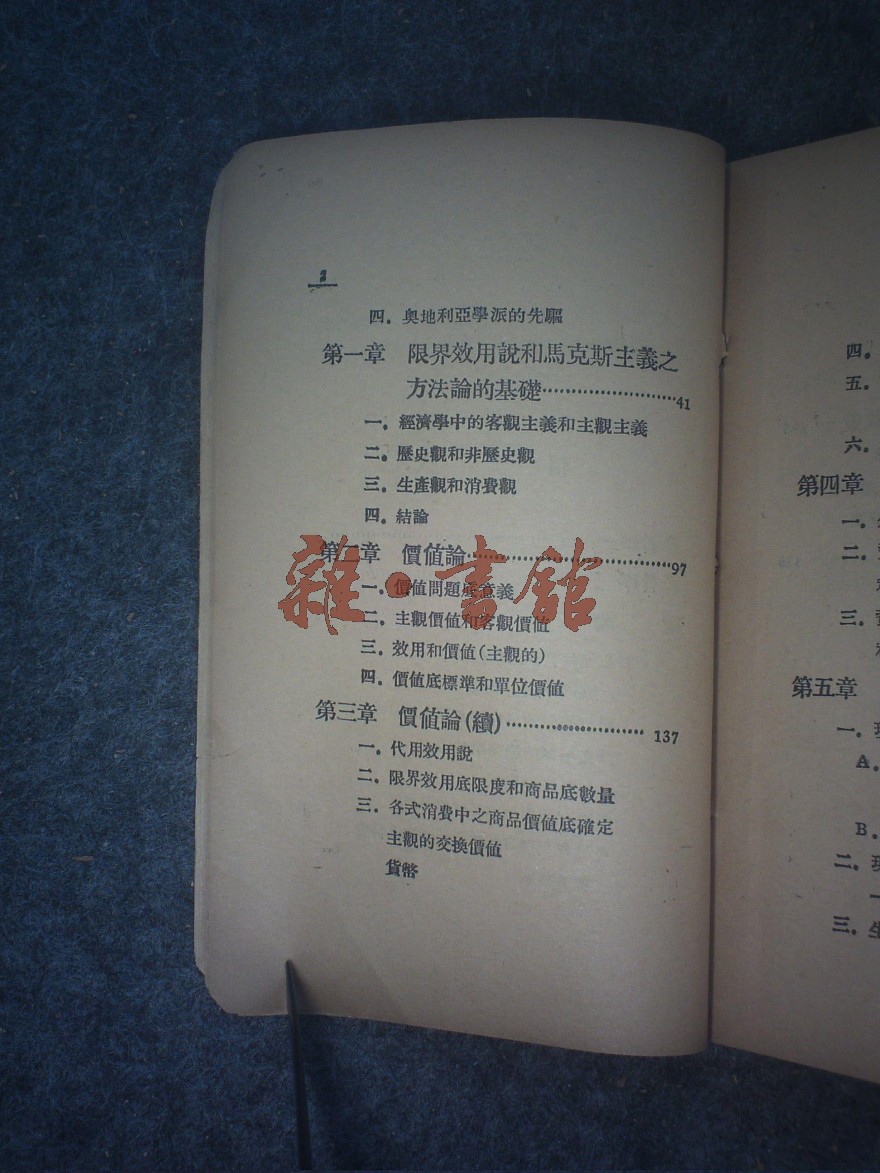 2
四. 奥地利亞學派的先驅
第一章 限界效用說和馬克斯主義之
方法論的基礎························41
一. 經濟學中的客觀主義和主觀主義
二. 歷史觀和非歷史觀
三. 生產觀和消費觀
四. 結論
第二章 價值論································97
一. 價值問題底意義
二. 主觀價值和客觀價值
三. 效用和價值(主觀的)
四. 價值底標準和單位價值
第三章 價值論(續)······················137
一. 代用效用說
二. 限界效用底限度和商品底數量
三. 各式消費中之商品價值底確定
主觀的交換價值
貨幣
雜·書館
四.
五.
六.
第四章
一.
二.
三.
第五章
一.
A.
B.
二.
一
三. 生